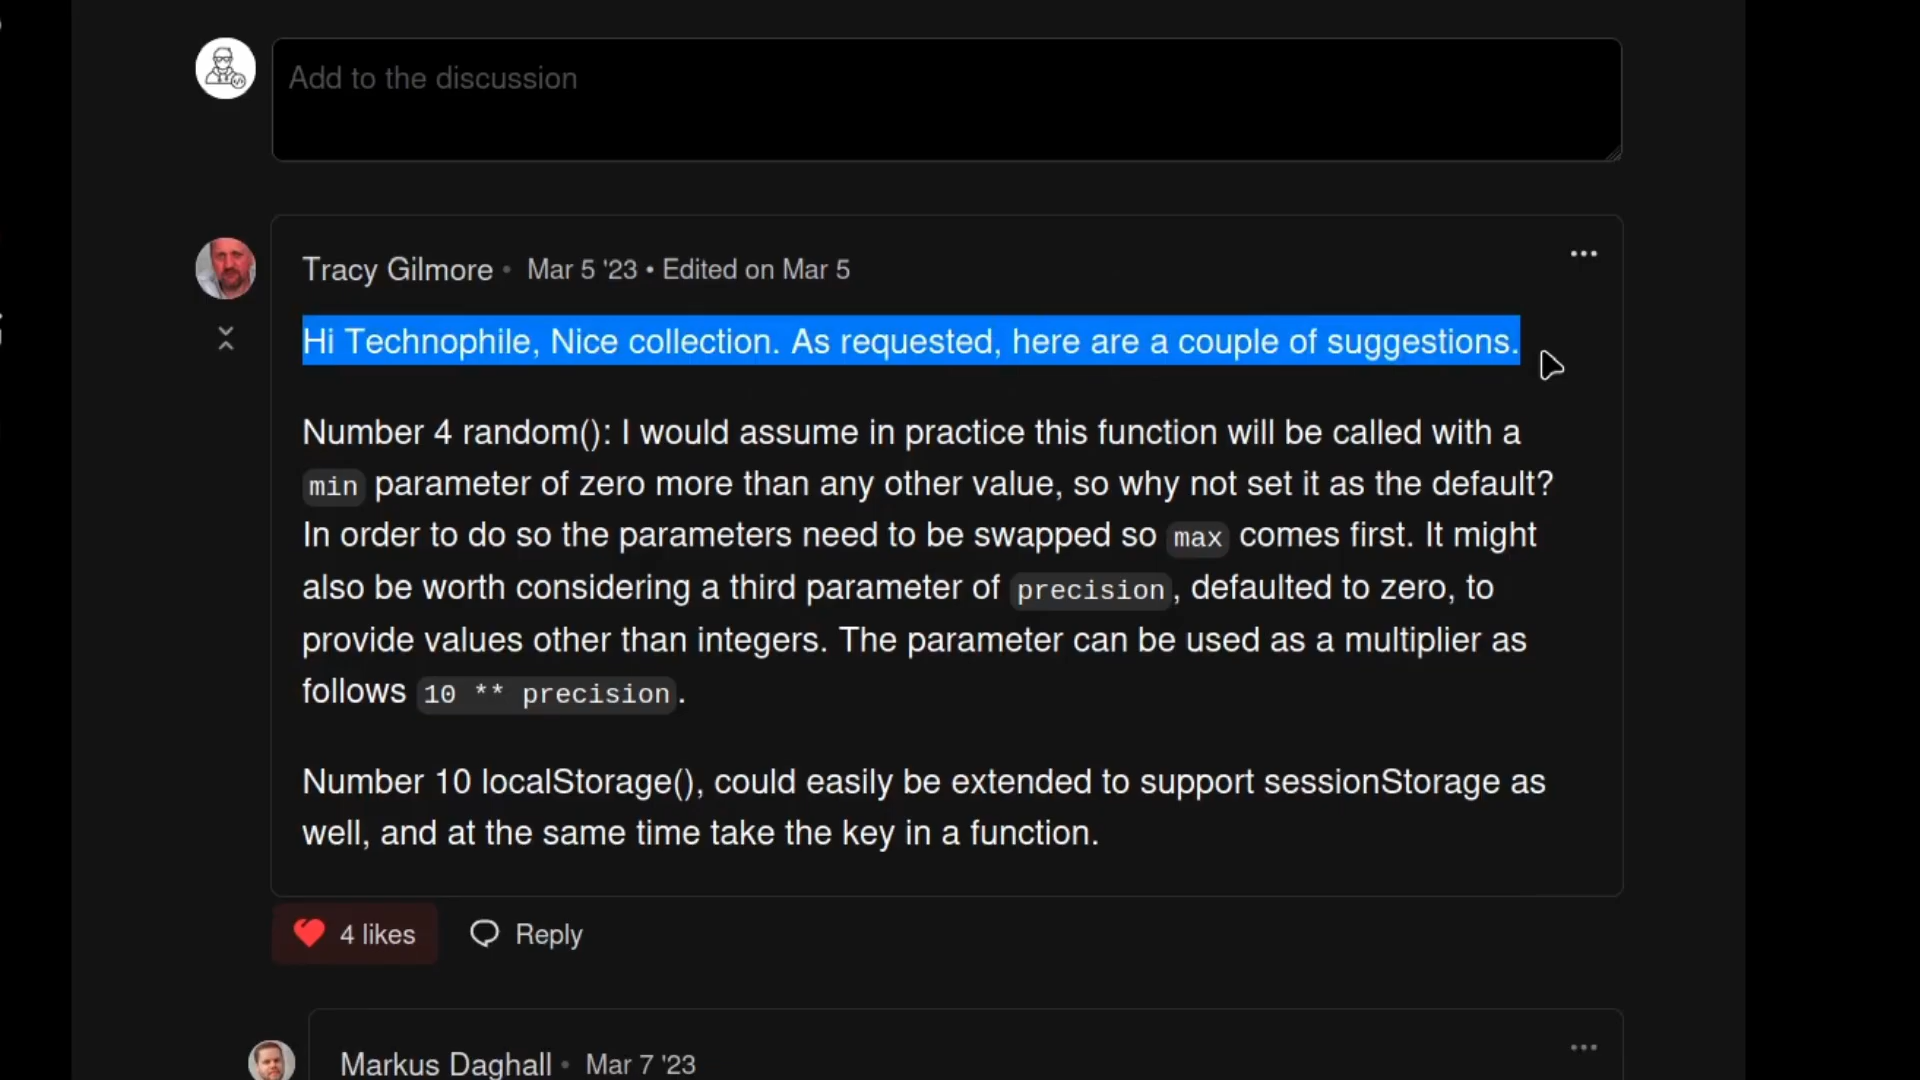 Add to the discussion
Tracy Gilmore • Mar 5 '23 • Edited on Mar 5
Hi Technophile, Nice collection. As requested, here are a couple of suggestions.
Number 4 random(): I would assume in practice this function will be called with a
min parameter of zero more than any other value, so why not set it as the default?
In order to do so the parameters need to be swapped so max comes first. It might
also be worth considering a third parameter of precision, defaulted to zero, to
provide values other than integers. The parameter can be used as a multiplier as
follows 10 ** precision.
Number 10 localStorage(), could easily be extended to support sessionStorage as
well, and at the same time take the key in a function.
4 likes Reply
Markus Daghall • Mar 7 '23